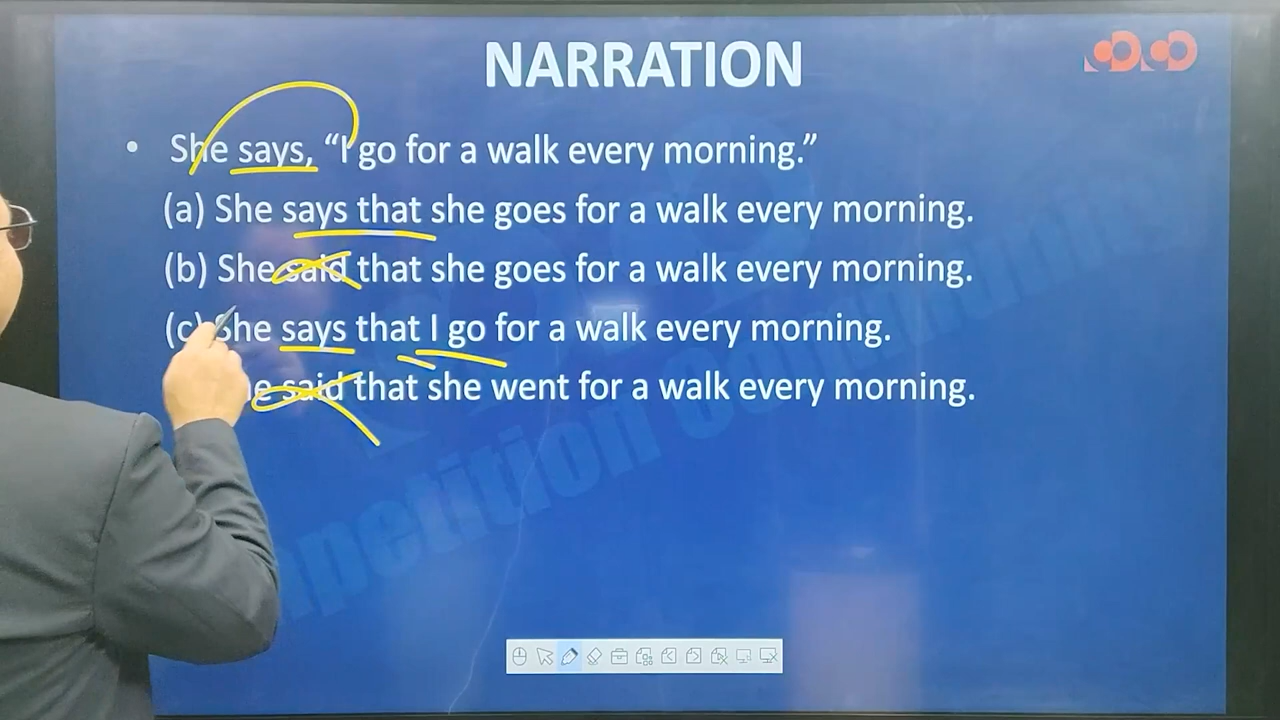 NARRATION
• She says, “I go for a walk every morning.”
(a) She says that she goes for a walk every morning.
(b) She said that she goes for a walk every morning.
(c) She says that I go for a walk every morning.
said that she went for a walk every morning.